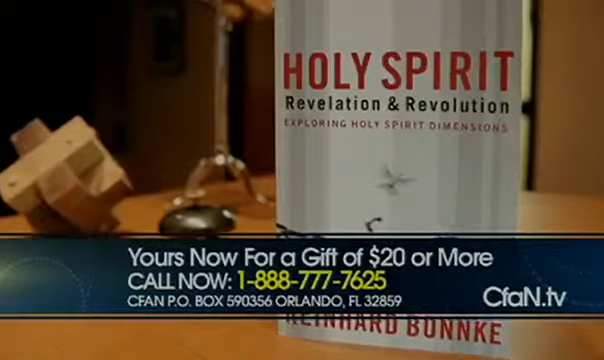 HOLY SPIRIT
Revelation & Revolution
EXPLORING HOLY SPIRIT DIMENSIONS
Yours Now For a Gift of $20 or More
CALL NOW: 1-888-777-7625
CFAN P.O. BOX 590356 ORLANDO, FL 32859
CfaN.tv
REINHARD BONNKE